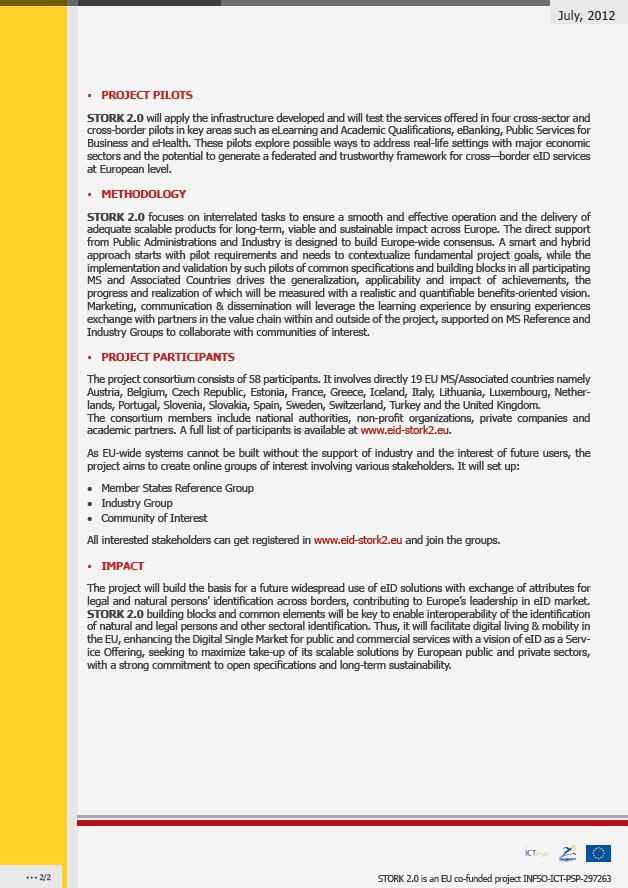 July, 2012
▪ PROJECT PILOTS
STORK 2.0 will apply the infrastructure developed and will test the services offered in four cross-sector and
cross-border pilots in key areas such as eLearning and Academic Qualifications, eBanking, Public Services for
Business and eHealth. These pilots explore possible ways to address real-life settings with major economic
sectors and the potential to generate a federated and trustworthy framework for cross—border eID services
at European level.
▪ METHODOLOGY
STORK 2.0 focuses on interrelated tasks to ensure a smooth and effective operation and the delivery of
adequate scalable products for long-term, viable and sustainable impact across Europe. The direct support
from Public Administrations and Industry is designed to build Europe-wide consensus. A smart and hybrid
approach starts with pilot requirements and needs to contextualize fundamental project goals, while the
implementation and validation by such pilots of common specifications and building blocks in all participating
MS and Associated Countries drives the generalization, applicability and impact of achievements, the
progress and realization of which will be measured with a realistic and quantifiable benefits-oriented vision.
Marketing, communication & dissemination will leverage the learning experience by ensuring experiences
exchange with partners in the value chain within and outside of the project, supported on MS Reference and
Industry Groups to collaborate with communities of interest.
▪ PROJECT PARTICIPANTS
The project consortium consists of 58 participants. It involves directly 19 EU MS/Associated countries namely
Austria, Belgium, Czech Republic, Estonia, France, Greece, Iceland, Italy, Lithuania, Luxembourg, Nether-
lands, Portugal, Slovenia, Slovakia, Spain, Sweden, Switzerland, Turkey and the United Kingdom.
The consortium members include national authorities, non-profit organizations, private companies and
academic partners. A full list of participants is available at www.eid-stork2.eu.
As EU-wide systems cannot be built without the support of industry and the interest of future users, the
project aims to create online groups of interest involving various stakeholders. It will set up:
• Member States Reference Group
• Industry Group
• Community of Interest
All interested stakeholders can get registered in www.eid-stork2.eu and join the groups.
▪ IMPACT
The project will build the basis for a future widespread use of eID solutions with exchange of attributes for
legal and natural persons' identification across borders, contributing to Europe's leadership in eID market.
STORK 2.0 building blocks and common elements will be key to enable interoperability of the identification
of natural and legal persons and other sectoral identification. Thus, it will facilitate digital living & mobility in
the EU, enhancing the Digital Single Market for public and commercial services with a vision of eID as a Serv-
ice Offering, seeking to maximize take-up of its scalable solutions by European public and private sectors,
with a strong commitment to open specifications and long-term sustainability.
ICT
••• 2/2
STORK 2.0 is an EU co-funded project INFSO-ICT-PSP-297263